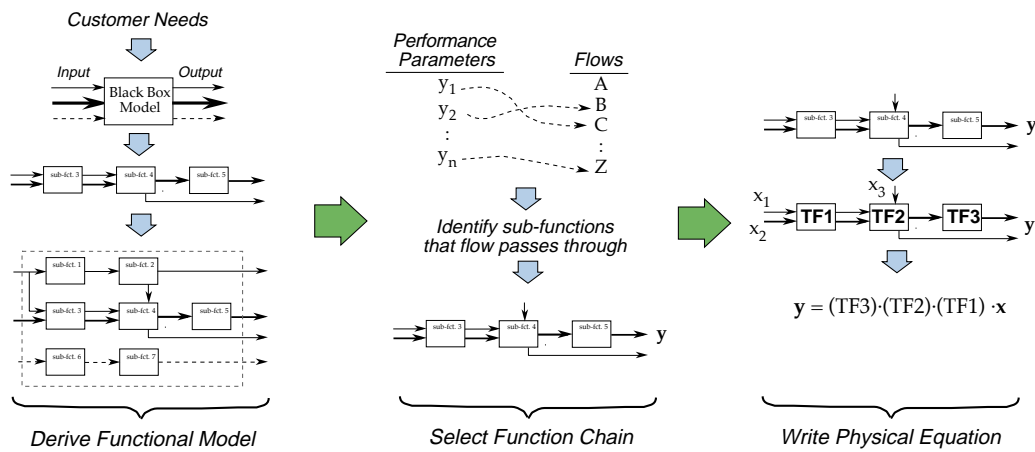 Customer Needs
Input
Output
Black Box
Model
sub-fct. 3
sub-fct. 4
sub-fct. 5
sub-fct. 1
sub-fct. 2
sub-fct. 3
sub-fct. 4
sub-fct. 5
sub-fct. 6
sub-fct. 7
Derive Functional Model
Performance
Parameters
Flows
y1
y2
:
yn
A
B
C
:
Z
Identify sub-functions
that flow passes through
sub-fct. 3
sub-fct. 4
sub-fct. 5
y
Select Function Chain
sub-fct. 3
sub-fct. 4
sub-fct. 5
y
x1
x2
x3
TF1
TF2
TF3
y
y = (TF3)·(TF2)·(TF1) ·x
Write Physical Equation